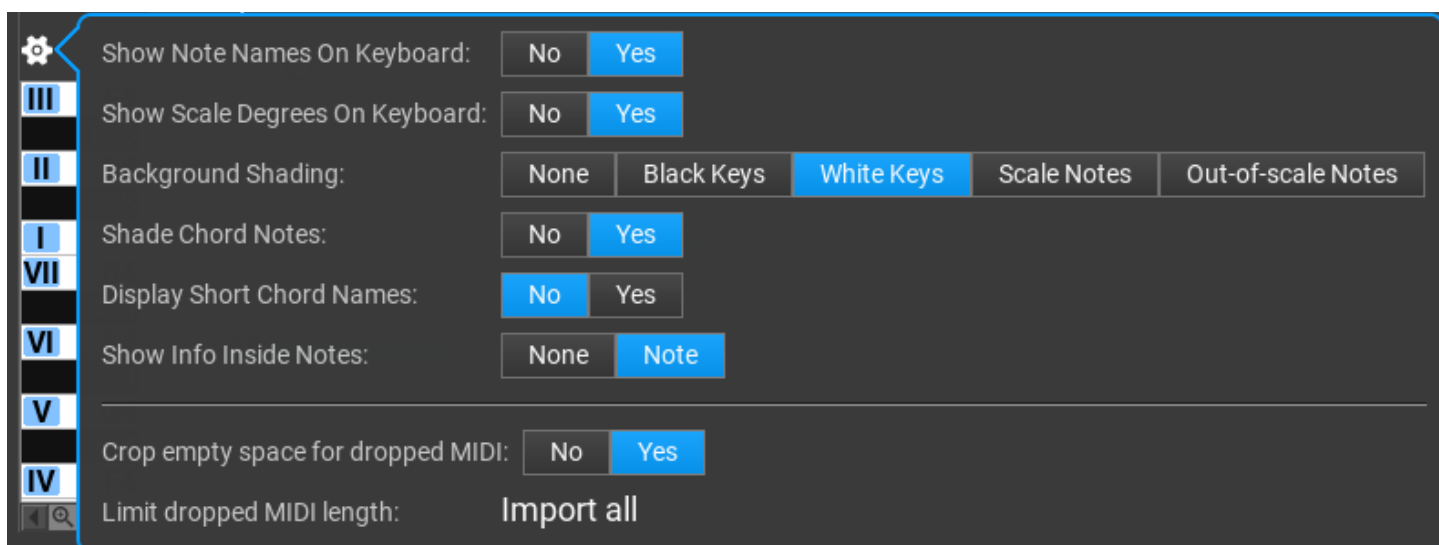 Show Note Names On Keyboard: No Yes
III
Show Scale Degrees On Keyboard: No Yes
II
Background Shading: None Black Keys White Keys Scale Notes Out-of-scale Notes
I
Shade Chord Notes: No Yes
VII
Display Short Chord Names: No Yes
VI
Show Info Inside Notes: None Note
V
Crop empty space for dropped MIDI: No Yes
IV
Limit dropped MIDI length: Import all